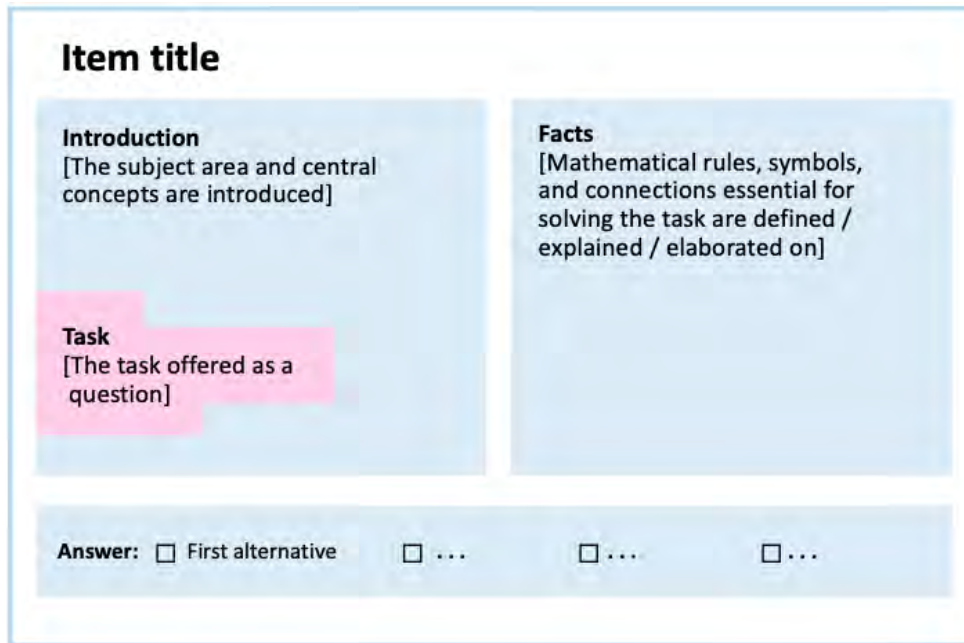 Item title
Introduction
[The subject area and central
concepts are introduced]
Task
[The task offered as a
question]
Facts
[Mathematical rules, symbols,
and connections essential for
solving the task are defined /
explained / elaborated on]
Answer: ☐ First alternative ☐ ... ☐ ... ☐ ...